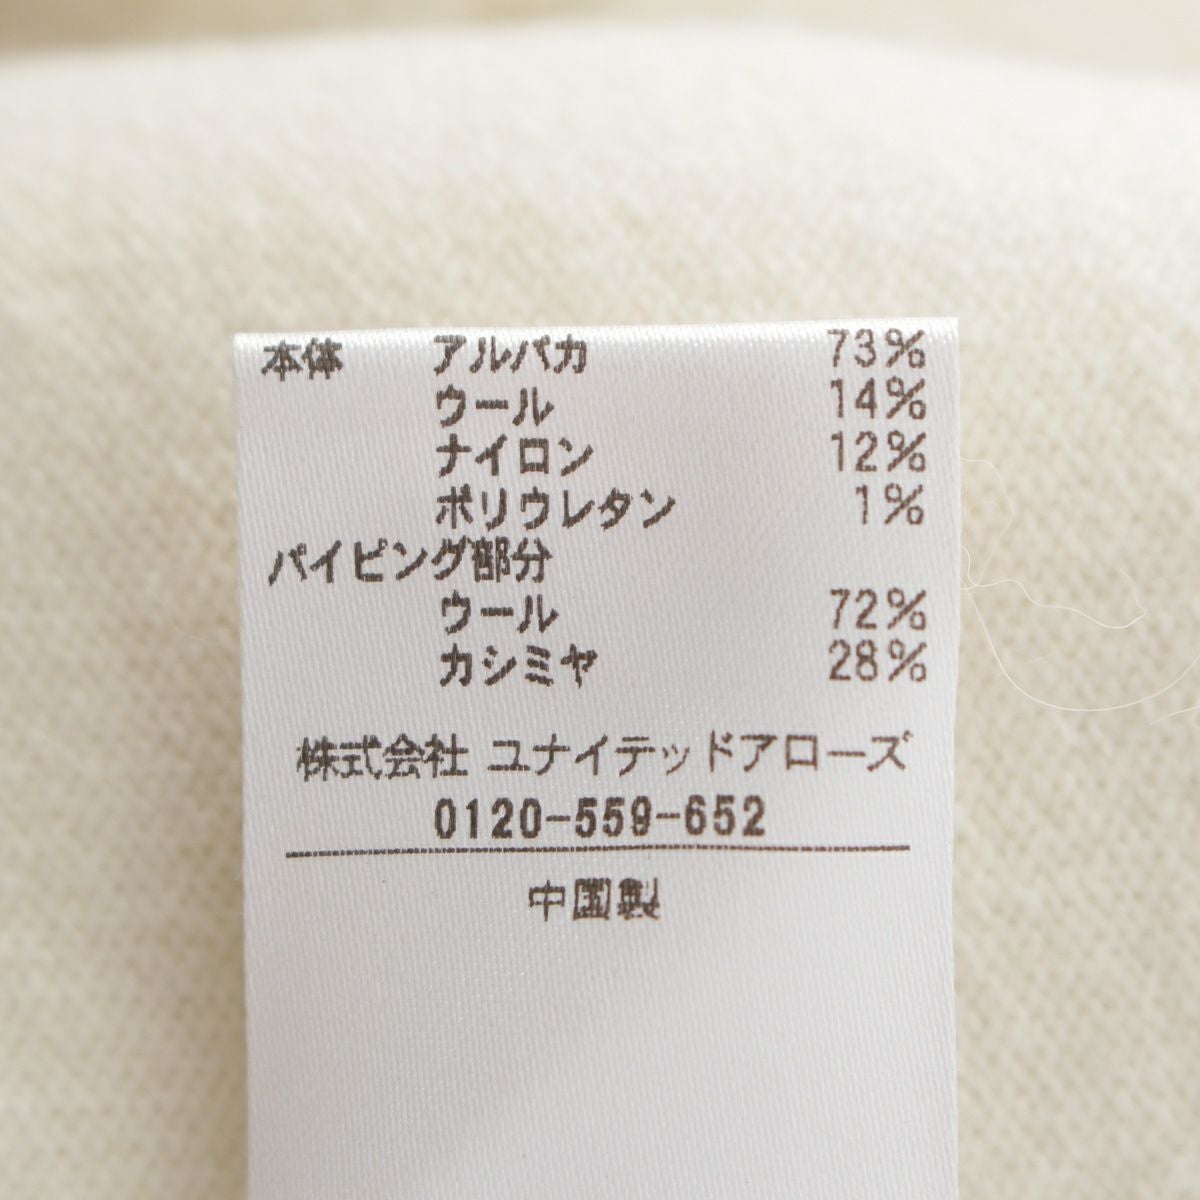 本体 アルパカ 73%
ウール 14%
ナイロン 12%
ポリウレタン 1%
パイピング部分
ウール 72%
カシミヤ 28%
株式会社 ユナイテッドアローズ
0120-559-652
中国製